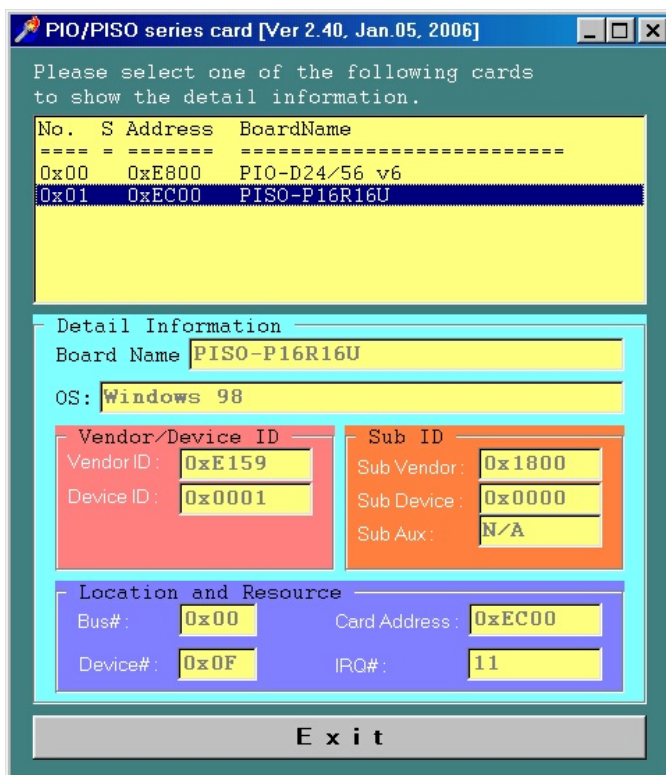 PIO/PISO series card [Ver 2.40, Jan.05, 2006]
Please select one of the following cards
to show the detail information.
No. S Address BoardName
==== = ======= ==========================
0x00 0xE800 PIO-D24/56 v6
0x01 0xEC00 PISO-P16R16U
Detail Information
Board Name PISO-P16R16U
OS: Windows 98
Vendor/Device ID
Vendor ID : 0xE159
Device ID : 0x0001
Sub ID
Sub Vendor : 0x1800
Sub Device : 0x0000
Sub Aux : N/A
Location and Resource
Bus# : 0x00 Card Address : 0xEC00
Device# : 0x0F IRQ# : 11
Exit